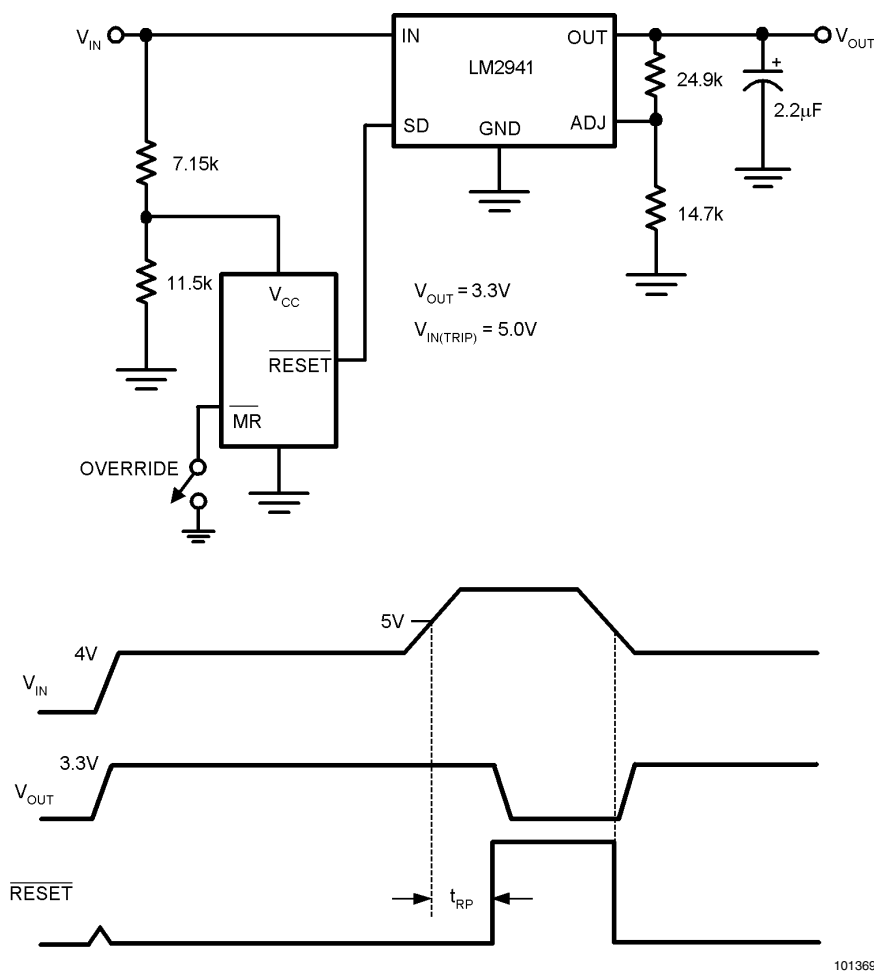 V_IN
IN
OUT
V_OUT
LM2941
SD
GND
ADJ
24.9k
2.2µF
7.15k
14.7k
11.5k
V_CC
V_OUT = 3.3V
V_IN(TRIP) = 5.0V
RESET
MR
OVERRIDE
5V
4V
V_IN
3.3V
V_OUT
RESET
t_RP
101369